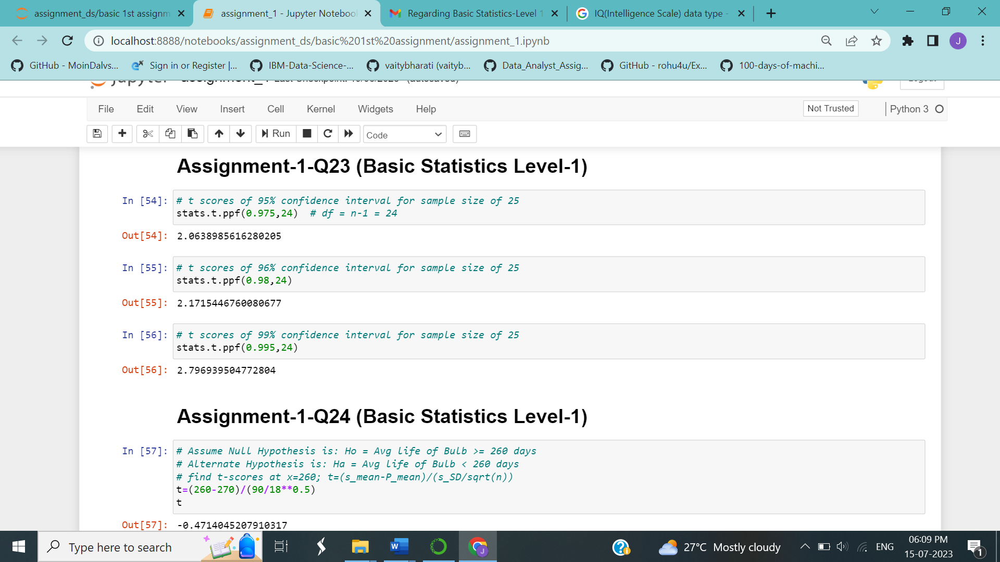 assignment_ds/basic 1st assignm
assignment_1 - Jupyter Noteboo
Regarding Basic Statistics-Level 1
IQ(Intelligence Scale) data type -
localhost:8888/notebooks/assignment_ds/basic%201st%20assignment/assignment_1.ipynb
J
GitHub - MoinDalvs...
Sign in or Register |...
IBM-Data-Science-...
vaitybharati (vaityb...
Data_Analyst_Assig...
GitHub - rohu4u/Ex...
100-days-of-machi...
File Edit View Insert Cell Kernel Widgets Help
Not Trusted
Python 3
Run
Code
Assignment-1-Q23 (Basic Statistics Level-1)
In [54]: # t scores of 95% confidence interval for sample size of 25
stats.t.ppf(0.975,24)  # df = n-1 = 24
Out[54]: 2.0638985616280205
In [55]: # t scores of 96% confidence interval for sample size of 25
stats.t.ppf(0.98,24)
Out[55]: 2.1715446760080677
In [56]: # t scores of 99% confidence interval for sample size of 25
stats.t.ppf(0.995,24)
Out[56]: 2.796939504772804
Assignment-1-Q24 (Basic Statistics Level-1)
In [57]: # Assume Null Hypothesis is: Ho = Avg life of Bulb >= 260 days
# Alternate Hypothesis is: Ha = Avg life of Bulb < 260 days
# find t-scores at x=260; t=(s_mean-P_mean)/(s_SD/sqrt(n))
t=(260-270)/(90/18**0.5)
t
Out[57]: -0.4714045207910317
Type here to search
W
J
27°C Mostly cloudy
ENG
06:09 PM
15-07-2023
1